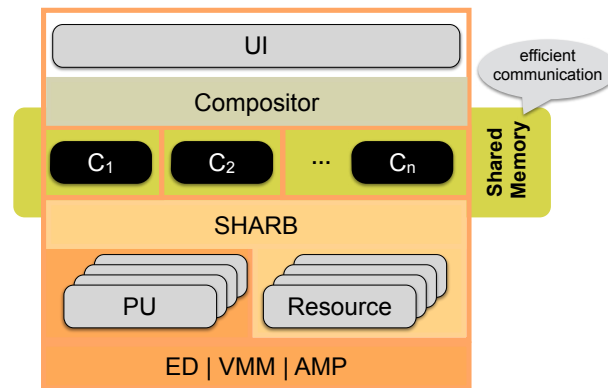 UI
efficient
communication
Compositor
C₁ C₂ ... Cₙ
Shared
Memory
SHARB
PU Resource
ED | VMM | AMP